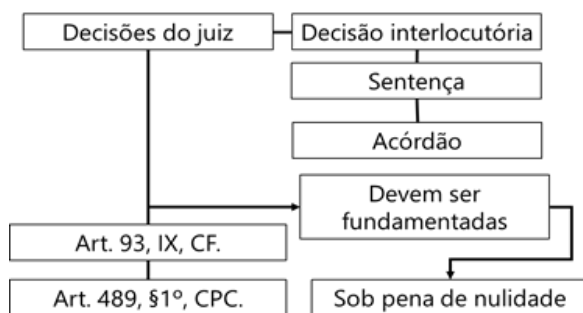 Decisões do juiz
Decisão interlocutória
Sentença
Acórdão
Devem ser
fundamentadas
Art. 93, IX, CF.
Art. 489, §1º, CPC.
Sob pena de nulidade